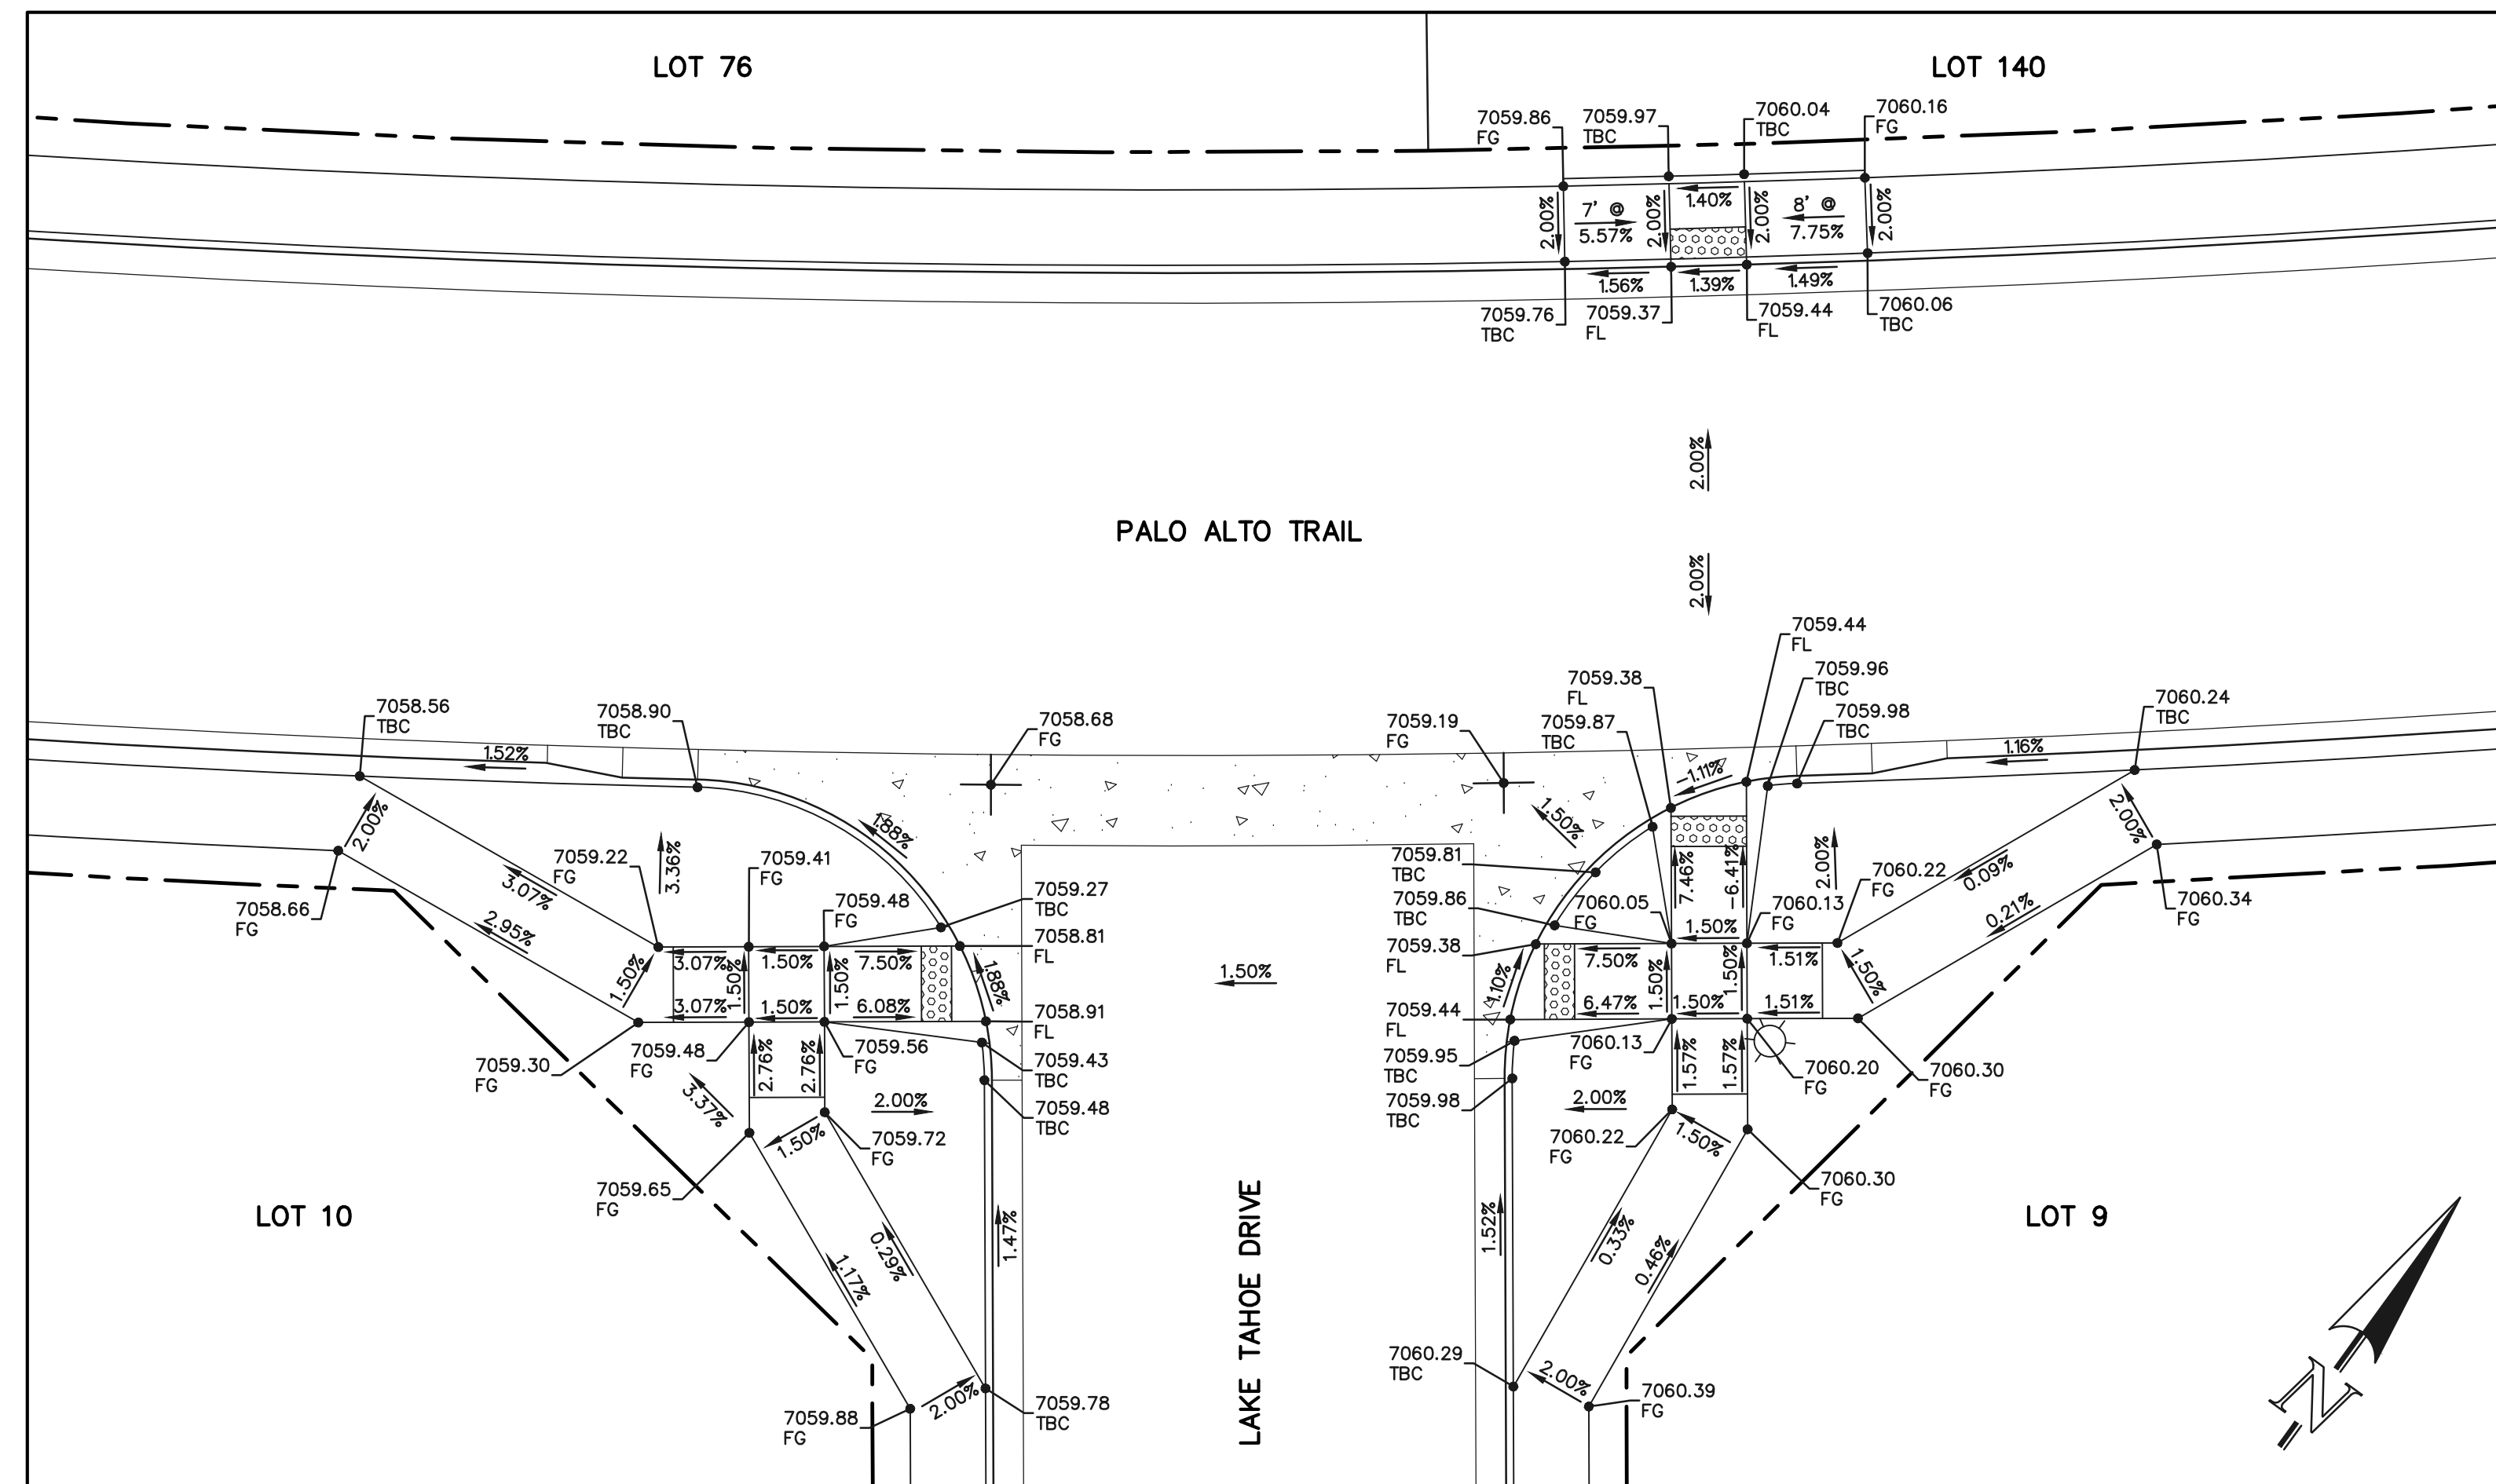 LOT 76
LOT 140
7059.86
FG
7059.97
TBC
7060.04
TBC
7060.16
FG
2.00%
7' @
5.57%
2.00%
1.40%
2.00%
8' @
7.75%
2.00%
1.56%
1.39%
1.49%
7059.76
TBC
7059.37
FL
7059.44
FL
7060.06
TBC
2.00%
PALO ALTO TRAIL
2.00%
7059.44
FL
7059.38
FL
7059.96
TBC
7058.56
TBC
7058.90
TBC
7058.68
FG
7059.19
FG
7059.87
TBC
7059.98
TBC
7060.24
TBC
1.52%
-1.11%
1.16%
2.00%
1.88%
1.50%
2.00%
7059.22
FG
3.36%
7059.41
FG
7059.81
TBC
7.46%
-6.41%
2.00%
7060.22
FG
0.09%
3.07%
7058.66
FG
2.95%
7059.48
FG
7059.27
TBC
7059.86
TBC
7060.05
FG
7060.13
FG
0.21%
7060.34
FG
7058.81
FL
7059.38
FL
1.50%
1.50%
3.07%
1.50%
1.50%
1.50%
7.50%
1.88%
1.50%
1.10%
7.50%
1.50%
1.50%
1.51%
1.50%
3.07%
1.50%
6.08%
6.47%
1.50%
1.51%
7058.91
FL
7059.44
FL
7059.30
FG
7059.48
FG
2.76%
2.76%
7059.56
FG
7059.43
TBC
7059.95
TBC
7060.13
FG
1.57%
1.57%
7060.20
FG
7060.30
FG
3.37%
2.00%
7059.48
TBC
7059.98
TBC
2.00%
1.50%
7059.72
FG
7060.22
FG
1.50%
7059.65
FG
7060.30
FG
LOT 10
LOT 9
1.17%
0.29%
1.47%
LAKE TAHOE DRIVE
1.52%
0.33%
0.46%
7060.29
TBC
2.00%
7060.39
FG
7059.88
FG
2.00%
7059.78
TBC
N